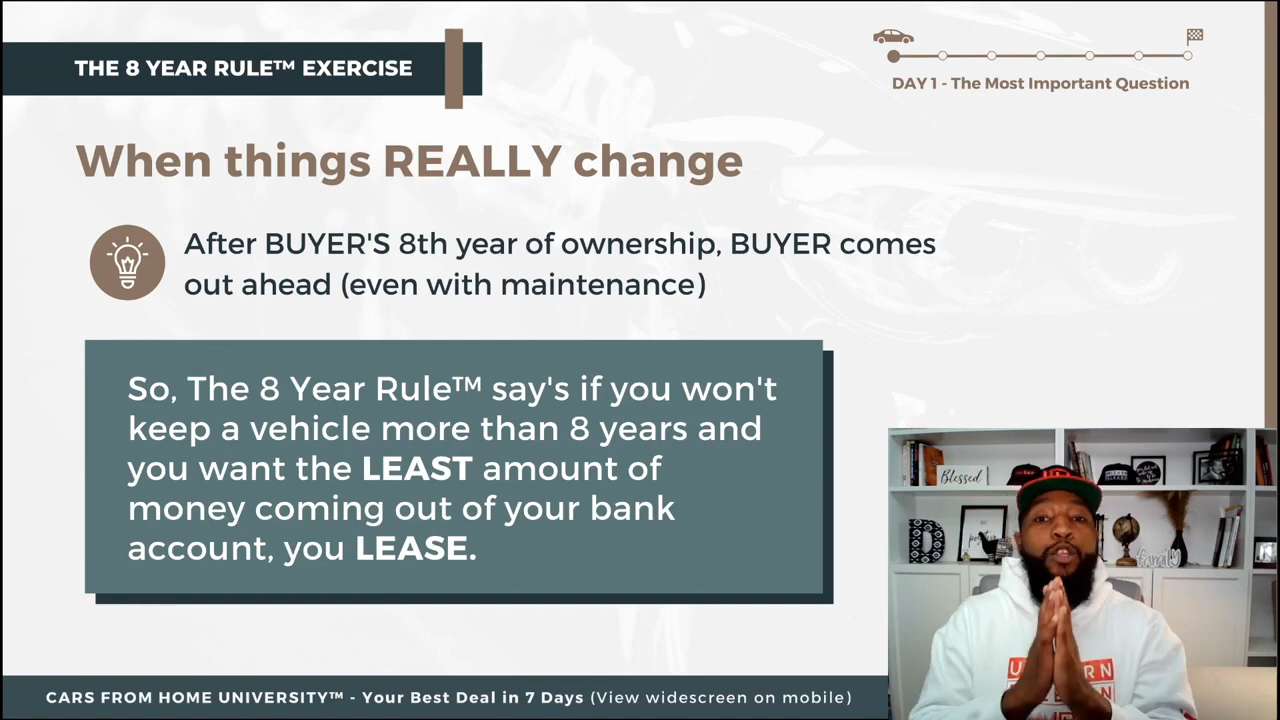 THE 8 YEAR RULE™ EXERCISE
DAY 1 - The Most Important Question
When things REALLY change
After BUYER'S 8th year of ownership, BUYER comes
out ahead (even with maintenance)
So, The 8 Year Rule™ say's if you won't
keep a vehicle more than 8 years and
you want the LEAST amount of
money coming out of your bank
account, you LEASE.
Blessed
family
CARS FROM HOME UNIVERSITY™ - Your Best Deal in 7 Days (View widescreen on mobile)